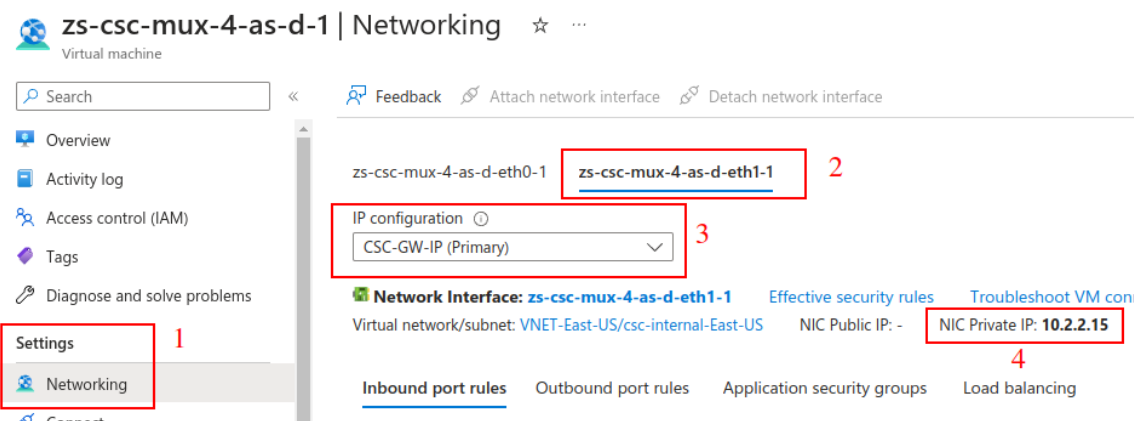 zs-csc-mux-4-as-d-1 | Networking ☆ ...
Virtual machine
Search «
Feedback Attach network interface Detach network interface
Overview
Activity log
Access control (IAM)
Tags
Diagnose and solve problems
Settings 1
Networking
zs-csc-mux-4-as-d-eth0-1 zs-csc-mux-4-as-d-eth1-1 2
IP configuration
CSC-GW-IP (Primary) 3
Network Interface: zs-csc-mux-4-as-d-eth1-1 Effective security rules Troubleshoot VM
Virtual network/subnet: VNET-East-US/csc-internal-East-US NIC Public IP: - NIC Private IP: 10.2.2.15
4
Inbound port rules Outbound port rules Application security groups Load balancing